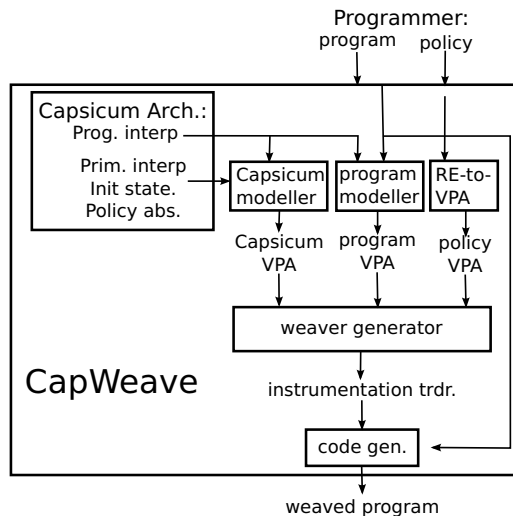 Programmer:
program
policy
Capsicum Arch.:
Prog. interp
Prim. interp
Init state.
Policy abs.
Capsicum
modeller
program
modeller
RE-to-
VPA
Capsicum
VPA
program
VPA
policy
VPA
weaver generator
CapWeave
instrumentation trdr.
code gen.
weaved program